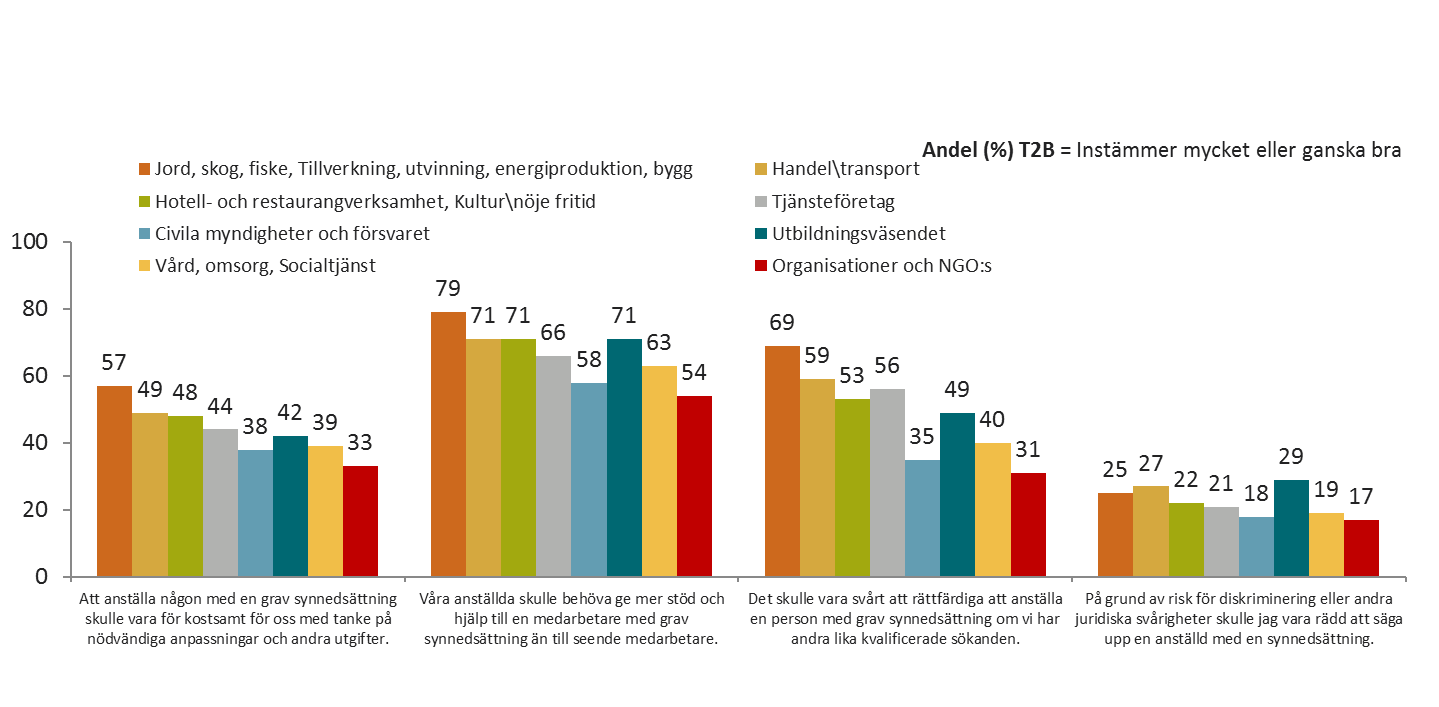 Andel (%) T2B = Instämmer mycket eller ganska bra
Jord, skog, fiske, Tillverkning, utvinning, energiproduktion, bygg
Handel\transport
Hotell- och restaurangverksamhet, Kultur\nöje fritid
Tjänsteföretag
Civila myndigheter och försvaret
Utbildningsväsendet
Vård, omsorg, Socialtjänst
Organisationer och NGO:s
100
80
60
40
20
0
57
49
48
44
38
42
39
33
79
71
71
66
58
71
63
54
69
59
53
56
35
49
40
31
25
27
22
21
18
29
19
17
Att anställa någon med en grav synnedsättning
skulle vara för kostsamt för oss med tanke på
nödvändiga anpassningar och andra utgifter.
Våra anställda skulle behöva ge mer stöd och
hjälp till en medarbetare med grav
synnedsättning än till seende medarbetare.
Det skulle vara svårt att rättfärdiga att anställa
en person med grav synnedsättning om vi har
andra lika kvalificerade sökanden.
På grund av risk för diskriminering eller andra
juridiska svårigheter skulle jag vara rädd att säga
upp en anställd med en synnedsättning.